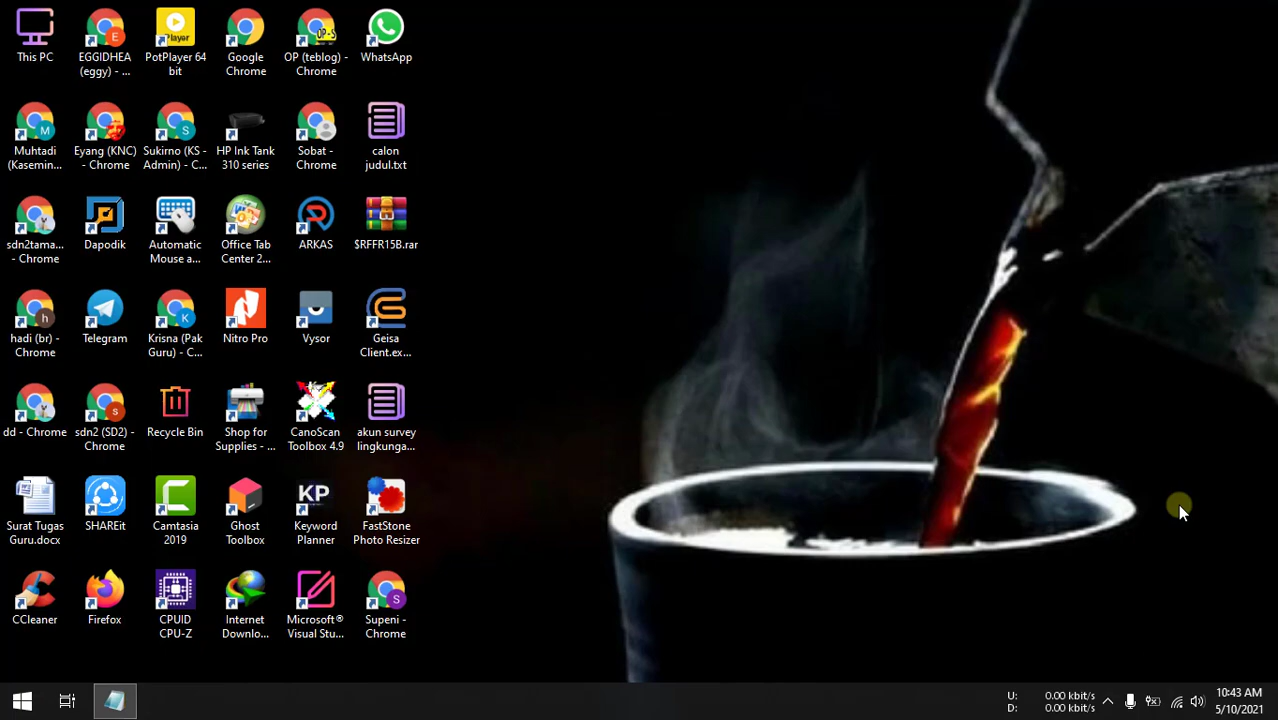 This PC
EGGIDHEA
(eggy) - ...
Player
PotPlayer 64
bit
Google
Chrome
OP-S
OP (teblog) -
Chrome
WhatsApp
M
Muhtadi
(Kasemin...
Eyang (KNC)
- Chrome
S
Sukirno (KS -
Admin) - C...
HP Ink Tank
310 series
Sobat -
Chrome
calon
judul.txt
sdn2tama...
- Chrome
Dapodik
Automatic
Mouse a...
Office Tab
Center 2...
ARKAS
$RFFR15B.rar
h
hadi (br) -
Chrome
Telegram
K
Krisna (Pak
Guru) - C...
Nitro Pro
Vysor
Geisa
Client.ex...
dd - Chrome
s
sdn2 (SD2) -
Chrome
Recycle Bin
Shop for
Supplies - ...
CanoScan
Toolbox 4.9
akun survey
lingkunga...
Surat Tugas
Guru.docx
SHAREit
Camtasia
2019
Ghost
Toolbox
KP
Keyword
Planner
FastStone
Photo Resizer
CCleaner
Firefox
CPUID
CPU-Z
Internet
Downlo...
Microsoft®
Visual Stu...
S
Supeni -
Chrome
U: 0.00 kbit/s
D: 0.00 kbit/s
10:43 AM
5/10/2021